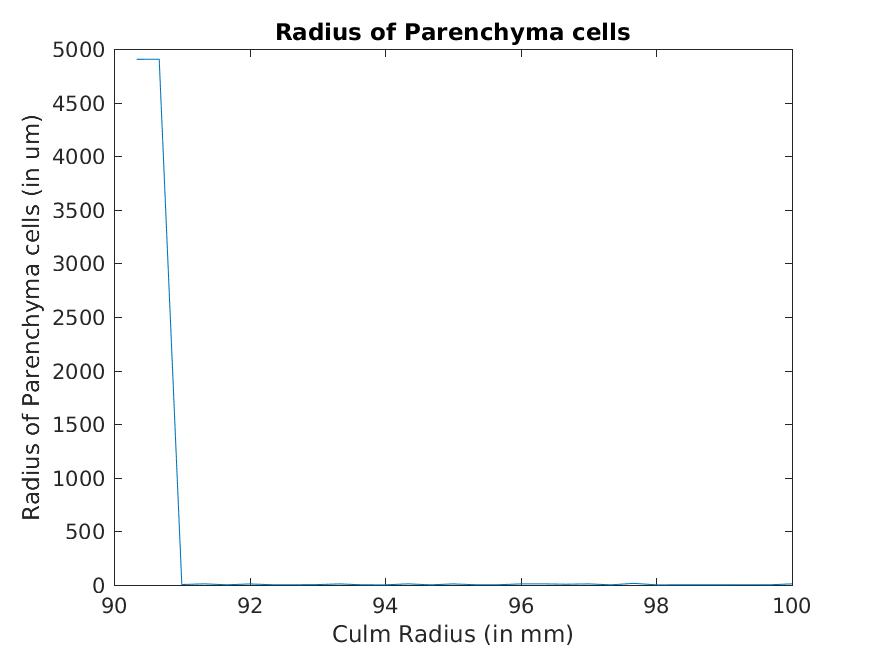 Radius of Parenchyma cells
5000
4500
4000
3500
3000
2500
2000
1500
1000
500
0
Radius of Parenchyma cells (in um)
90 92 94 96 98 100
Culm Radius (in mm)